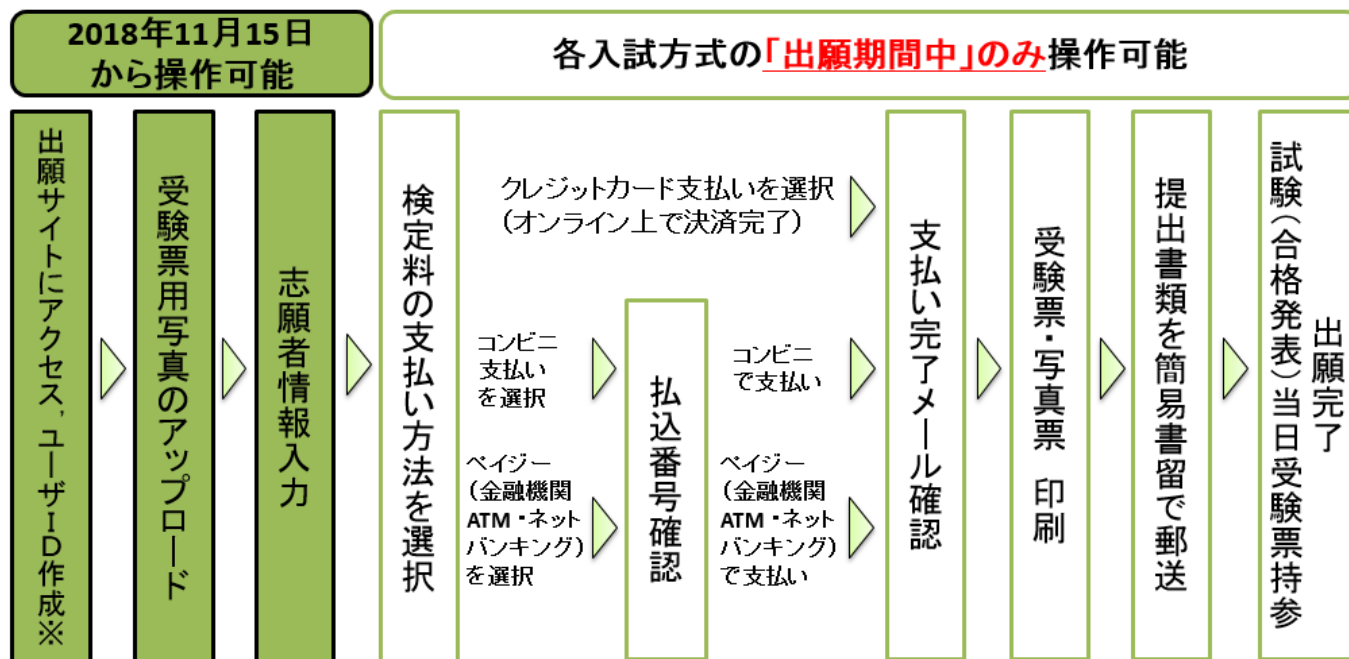 2018年11月15日
から操作可能
各入試方式の「出願期間中」のみ操作可能
出願サイトにアクセス，ユーザID作成※
受験票用写真のアップロード
志願者情報入力
検定料の支払い方法を選択
クレジットカード支払いを選択
（オンライン上で決済完了）
コンビニ
支払い
を選択
ペイジー
（金融機関
ATM・ネット
バンキング）
を選択
払込番号確認
コンビニ
で支払い
ペイジー
（金融機関
ATM・ネット
バンキング）
で支払い
支払い完了メール確認
受験票・写真票 印刷
提出書類を簡易書留で郵送
出願完了
試験（合格発表）当日受験票持参